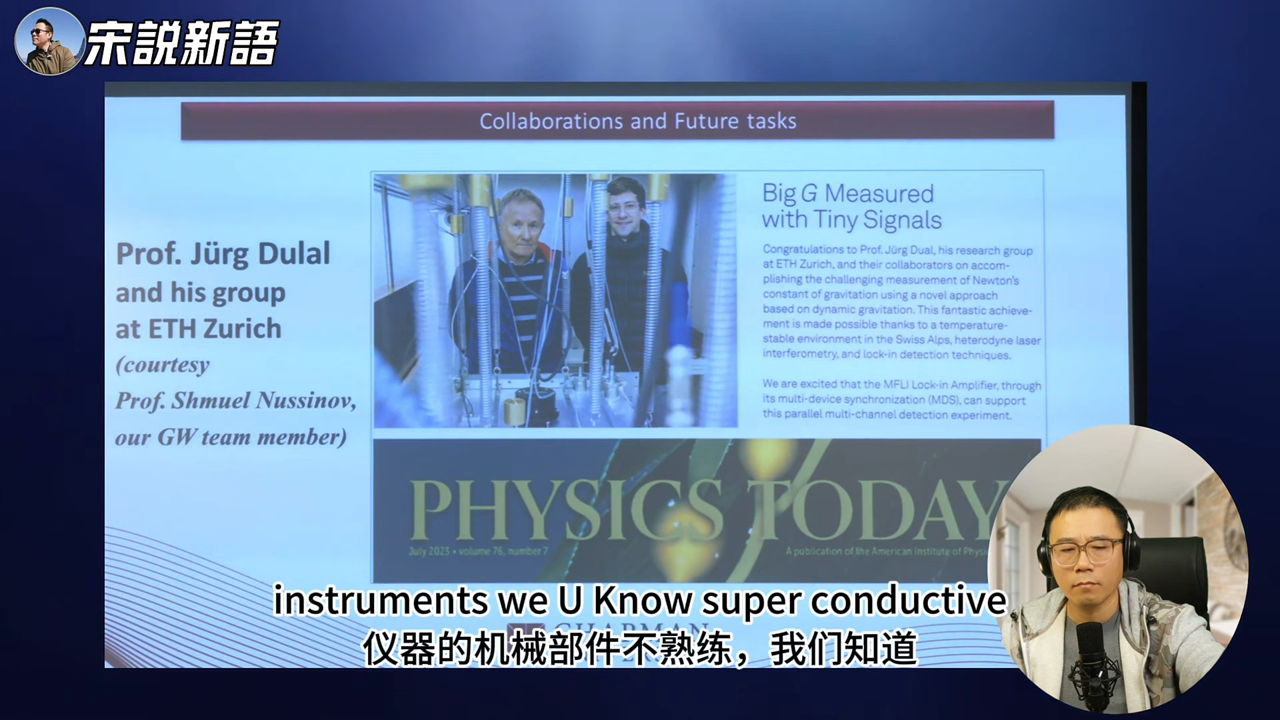 宋説新語
Collaborations and Future tasks
Prof. Jürg Dulal
and his group
at ETH Zurich
(courtesy
Prof. Shmuel Nussinov,
our GW team member)
Big G Measured
with Tiny Signals
Congratulations to Prof. Jürg Dual, his research group
at ETH Zurich, and their collaborators on accom-
plishing the challenging measurement of Newton's
constant of gravitation using a novel approach
based on dynamic gravitation. This fantastic achieve-
ment is made possible thanks to a temperature-
stable environment in the Swiss Alps, heterodyne laser
interferometry, and lock-in detection techniques.
We are excited that the MFLI Lock-in Amplifier, through
its multi-device synchronization (MDS), can support
this parallel multi-channel detection experiment.
PHYSICS TODAY
July 2023 • volume 76, number 7
A publication of the American Institute of
instruments we U Know super conductive
仪器的机械部件不熟练，我们知道